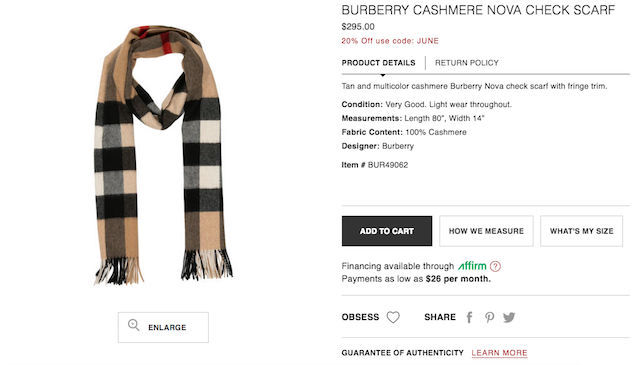 BURBERRY CASHMERE NOVA CHECK SCARF
$295.00
20% Off use code: JUNE
PRODUCT DETAILS
RETURN POLICY
Tan and multicolor cashmere Burberry Nova check scarf with fringe trim.
Condition: Very Good. Light wear throughout.
Measurements: Length 80", Width 14"
Fabric Content: 100% Cashmere
Designer: Burberry
Item # BUR49062
ADD TO CART
HOW WE MEASURE
WHAT'S MY SIZE
Financing available through affirm ?
Payments as low as $26 per month.
OBSESS
SHARE
ENLARGE
GUARANTEE OF AUTHENTICITY LEARN MORE